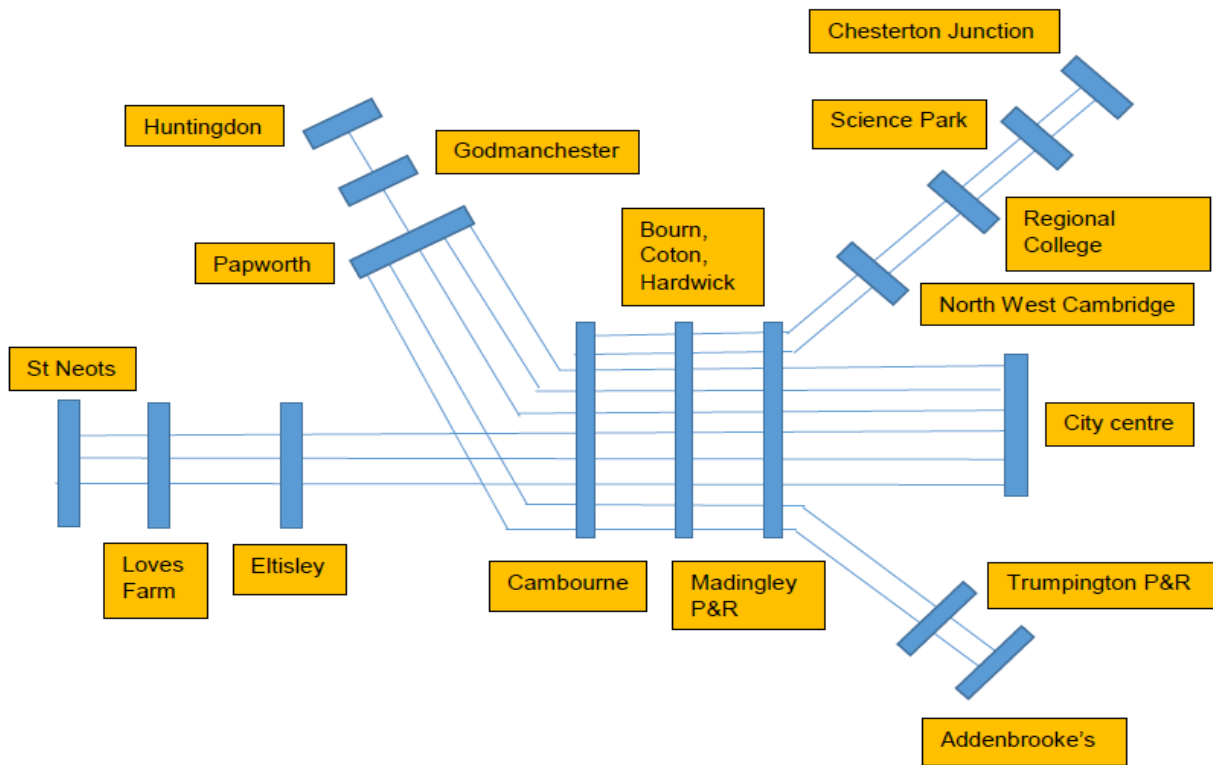 Chesterton Junction
Huntingdon
Science Park
Godmanchester
Papworth
Bourn,
Coton,
Hardwick
Regional
College
North West Cambridge
St Neots
City centre
Loves
Farm
Eltisley
Cambourne
Madingley
P&R
Trumpington P&R
Addenbrooke's